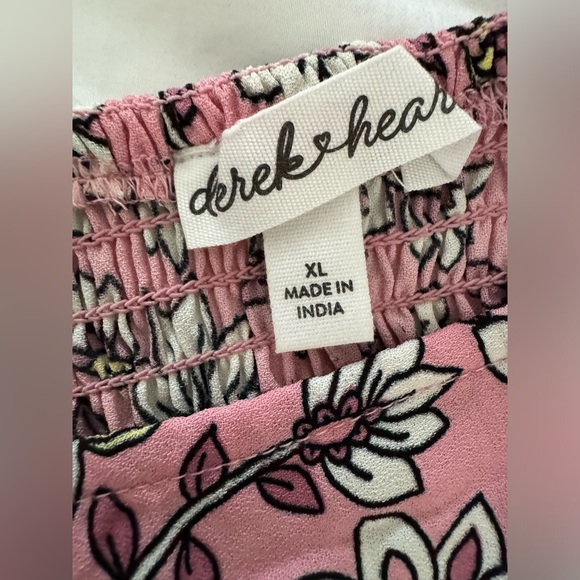 derek hear
XL
MADE IN
INDIA